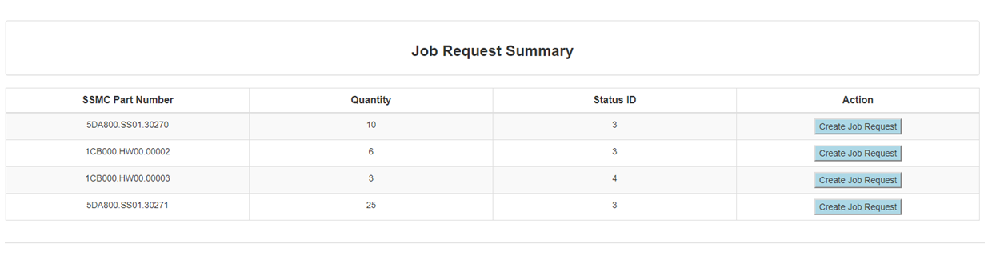 Job Request Summary
SSMC Part Number Quantity Status ID Action
5DA800.SS01.30270 10 3 Create Job Request
1CB000.HW00.00002 6 3 Create Job Request
1CB000.HW00.00003 3 4 Create Job Request
5DA800.SS01.30271 25 3 Create Job Request